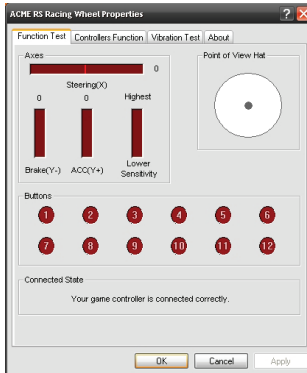 ACME RS Racing Wheel Properties
Function Test Controllers Function Vibration Test About
Axes
0
Steering(X)
Point of View Hat
0 0 Highest
Brake(Y-) ACC(Y+) Lower
Sensitivity
Buttons
1 2 3 4 5 6
7 8 9 10 11 12
Connected State
Your game controller is connected correctly.
OK Cancel Apply